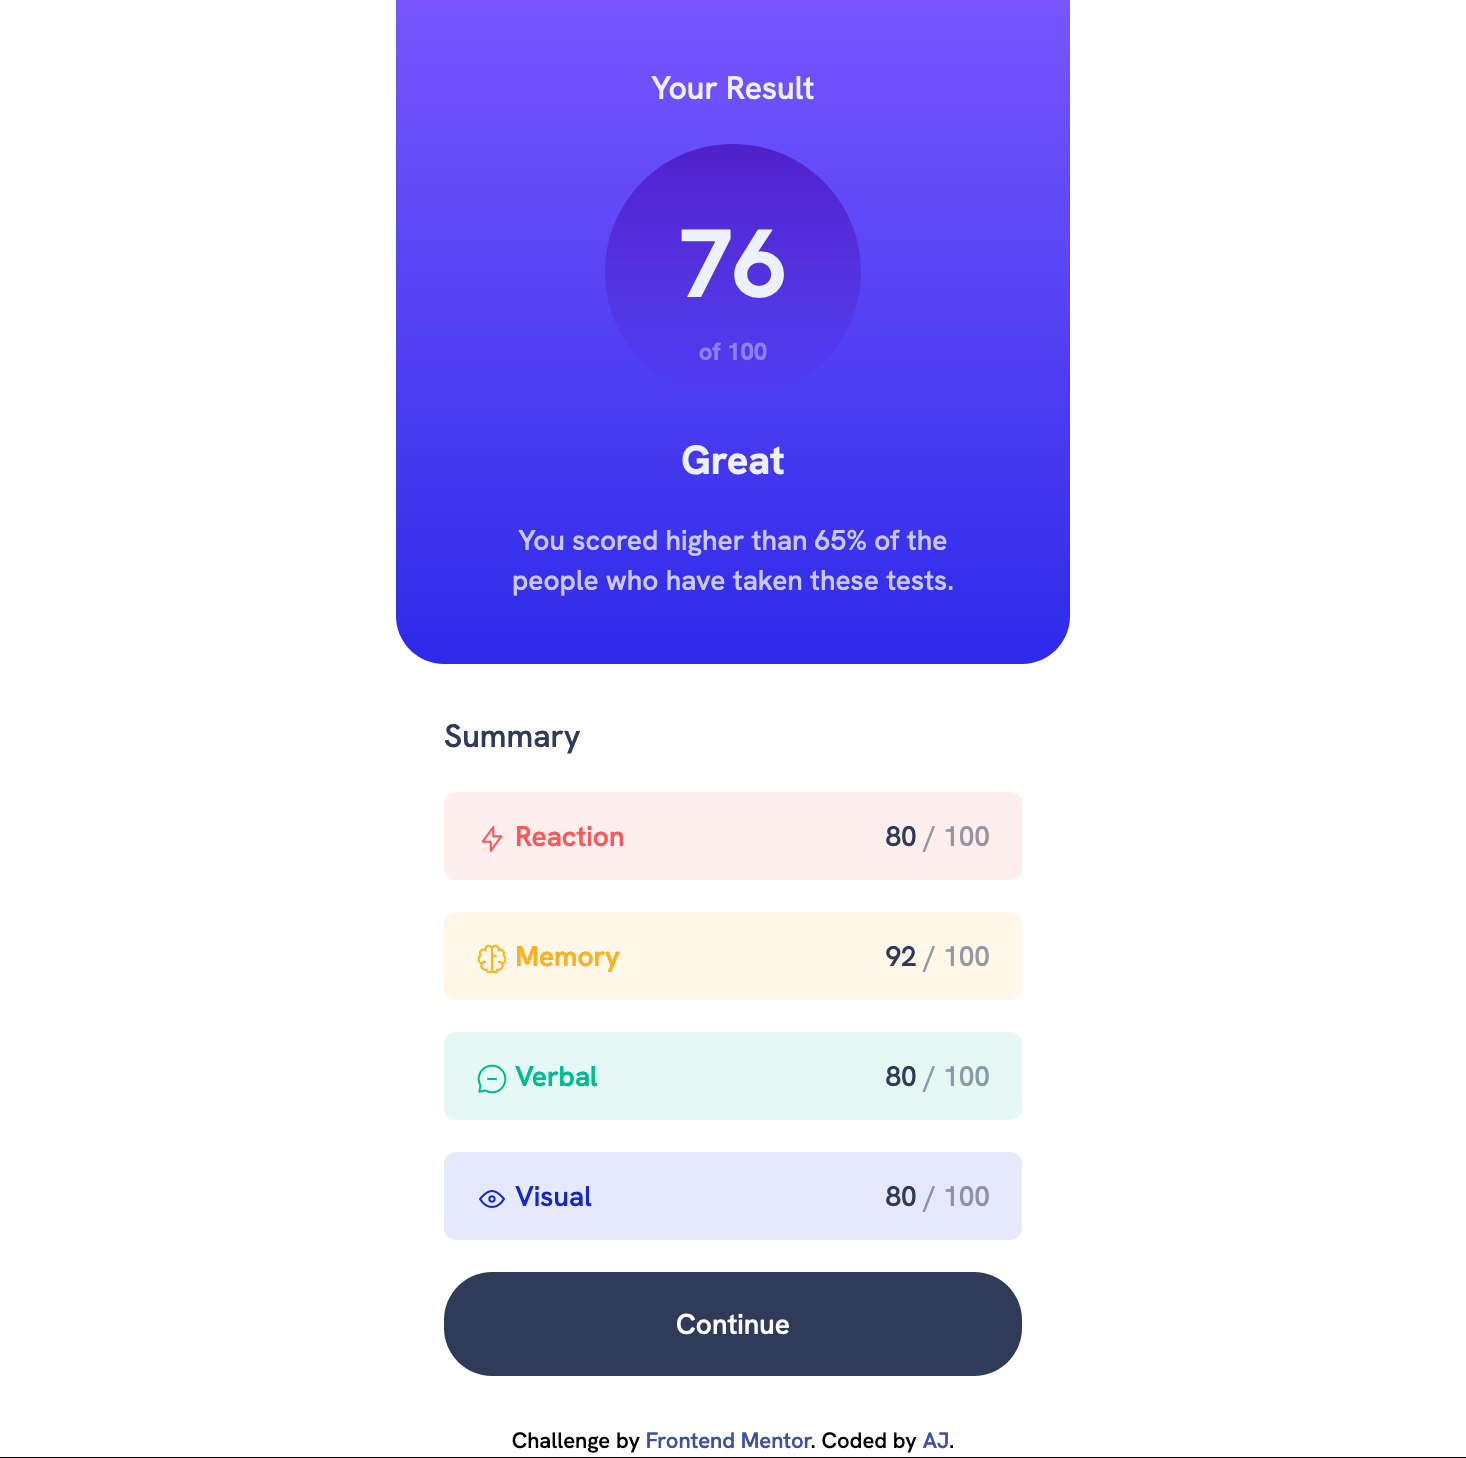 Your Result
76
of 100
Great
You scored higher than 65% of the
people who have taken these tests.
Summary
Reaction 80 / 100
Memory 92 / 100
Verbal 80 / 100
Visual 80 / 100
Continue
Challenge by Frontend Mentor. Coded by AJ.